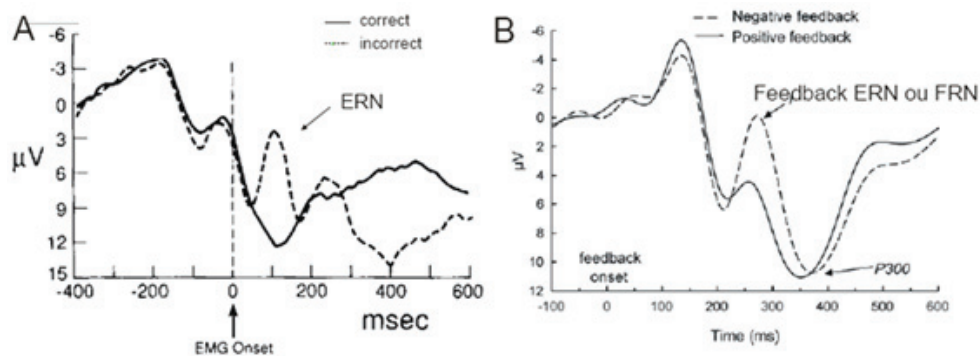 A
correct
incorrect
ERN
-6
-3
0
3
6
9
12
15
µV
-400
-200
0
200
400
600
msec
EMG Onset
B
Negative feedback
Positive feedback
Feedback ERN ou FRN
-6
-4
-2
0
2
4
6
8
10
12
µV
feedback
onset
P300
-100
0
100
200
300
400
500
600
Time (ms)